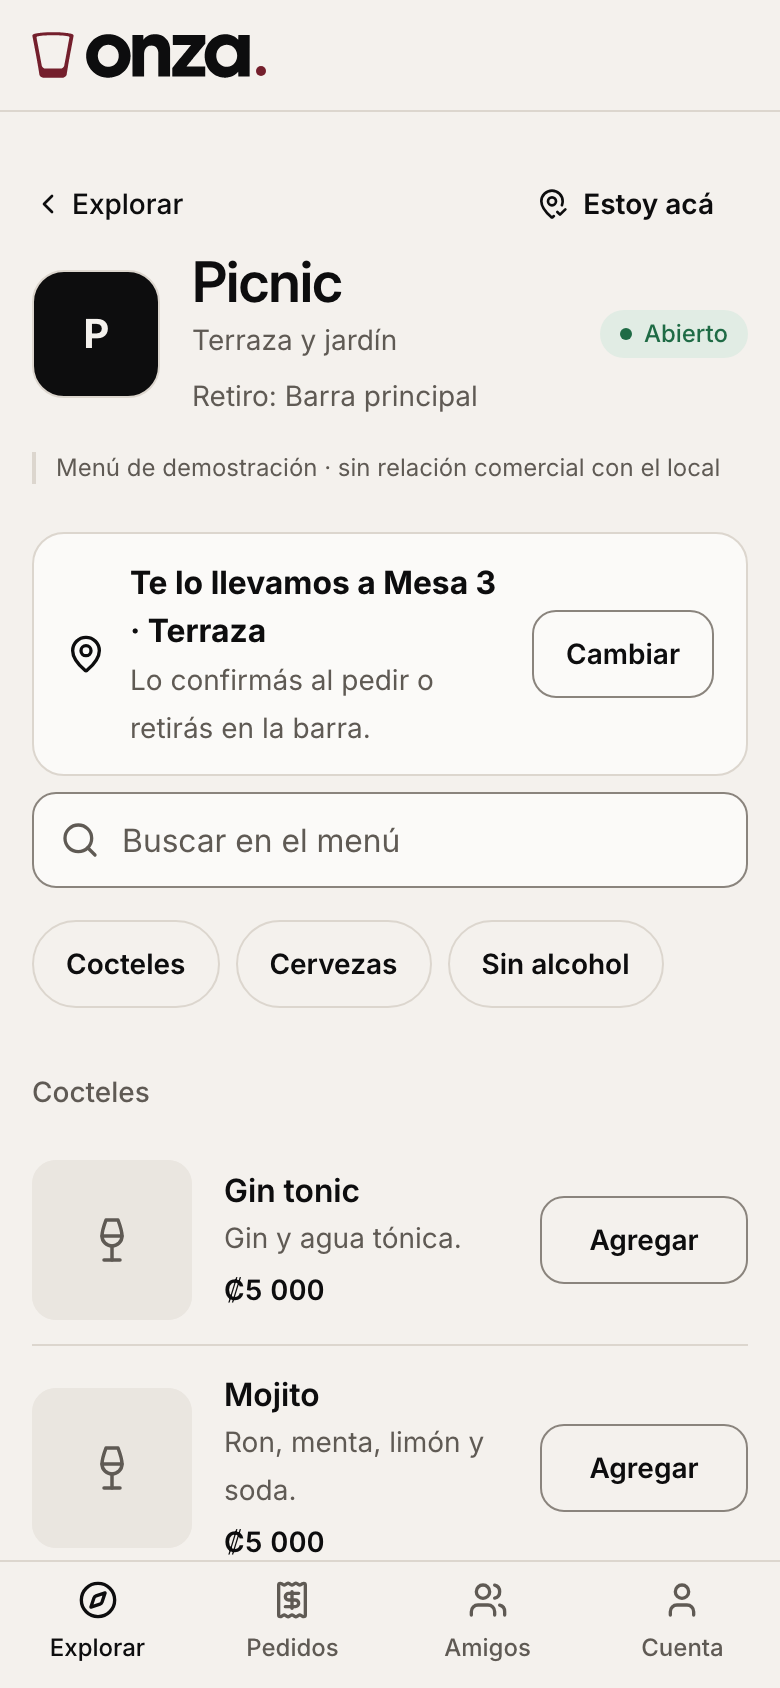 onza.
Explorar
Estoy acá
P
Picnic
Terraza y jardín
Retiro: Barra principal
Abierto
Menú de demostración · sin relación comercial con el local
Te lo llevamos a Mesa 3
· Terraza
Lo confirmás al pedir o
retirás en la barra.
Cambiar
Buscar en el menú
Cocteles
Cervezas
Sin alcohol
Cocteles
Gin tonic
Gin y agua tónica.
₡5 000
Agregar
Mojito
Ron, menta, limón y
soda.
₡5 000
Agregar
Explorar
Pedidos
Amigos
Cuenta